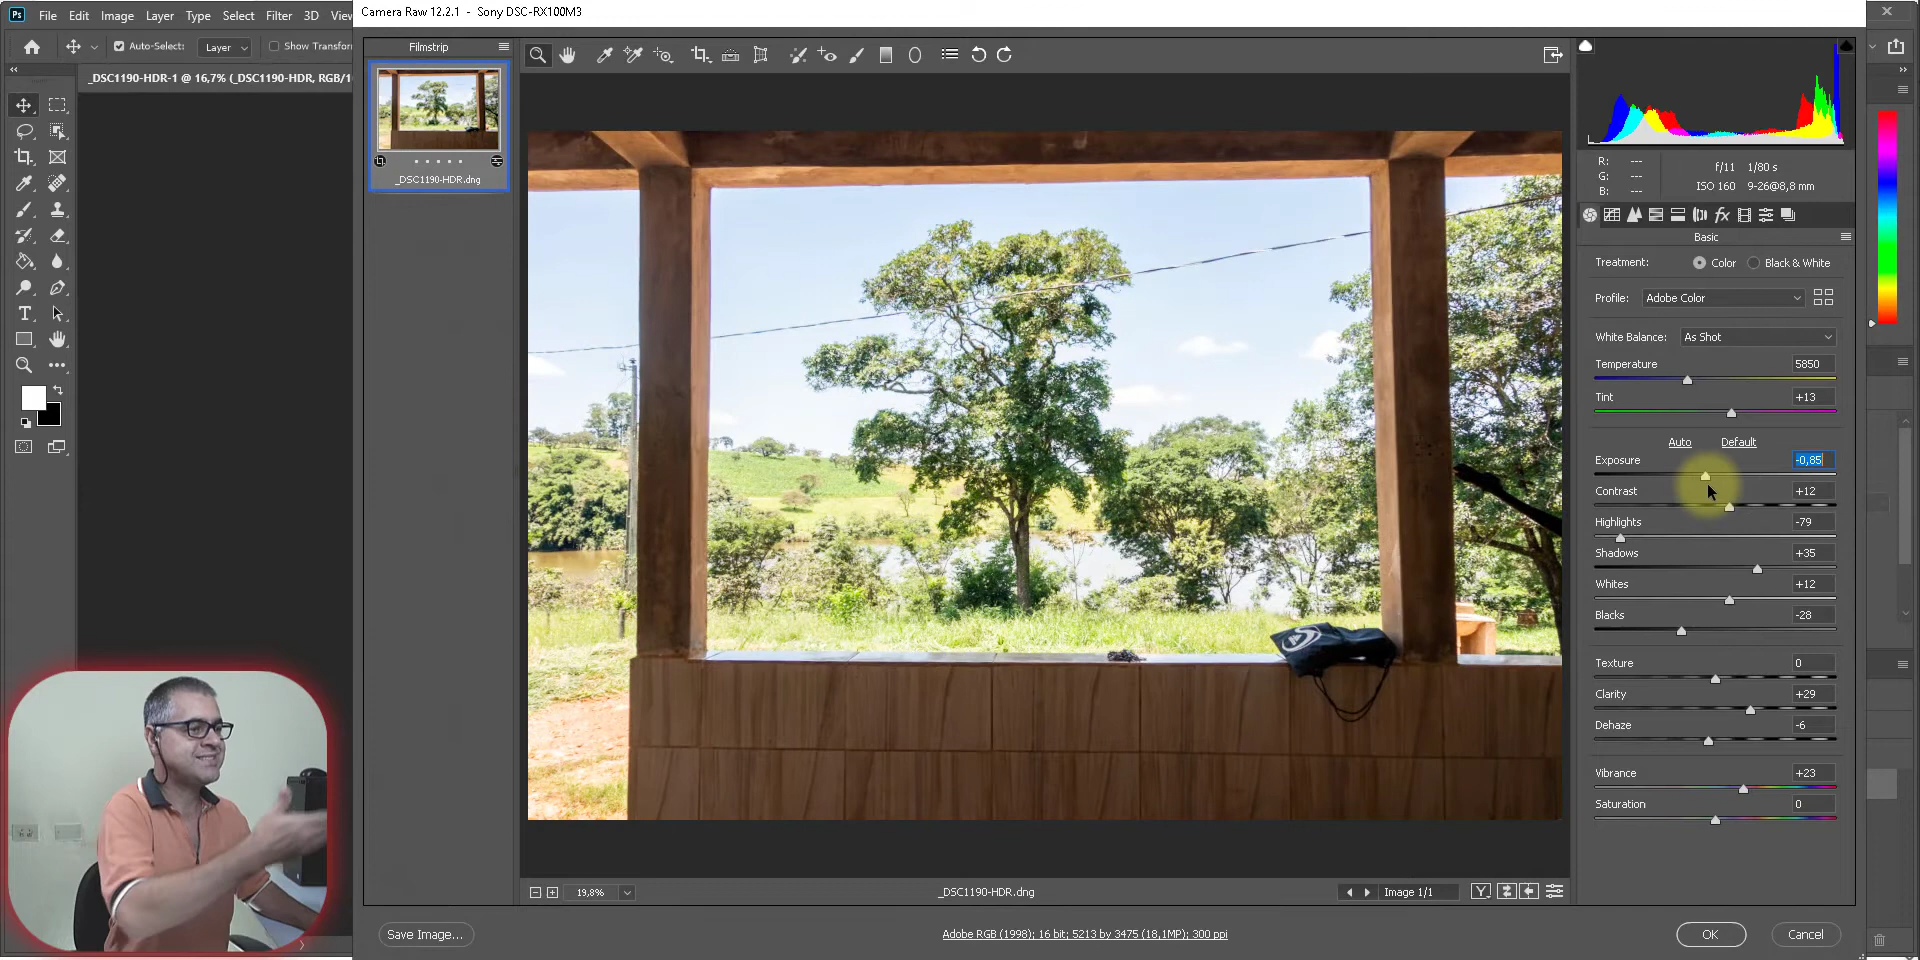 Camera Raw 12.2.1 - Sony DSC-RX100M3
Ps File Edit Image Layer Type Select Filter 3D
Auto-Select: Layer Show Transform
_DSC1190-HDR-1 @ 16,7% (_DSC1190-HDR, RGB/1
Filmstrip
_DSC1190-HDR.dng
R: ---
G: ---
B: ---
f/11 1/80 s
ISO 160 9-26@8,8 mm
fx
Basic
Treatment: Color Black & White
Profile: Adobe Color
White Balance: As Shot
Temperature 5850
Tint +13
Auto Default
Exposure -0,85
Contrast +12
Highlights -79
Shadows +35
Whites +12
Blacks -28
Texture 0
Clarity +29
Dehaze -6
Vibrance +23
Saturation 0
19,8%
_DSC1190-HDR.dng
Image 1/1
Y
Save Image...
Adobe RGB (1998); 16 bit; 5213 by 3475 (18,1MP); 300 ppi
OK
Cancel